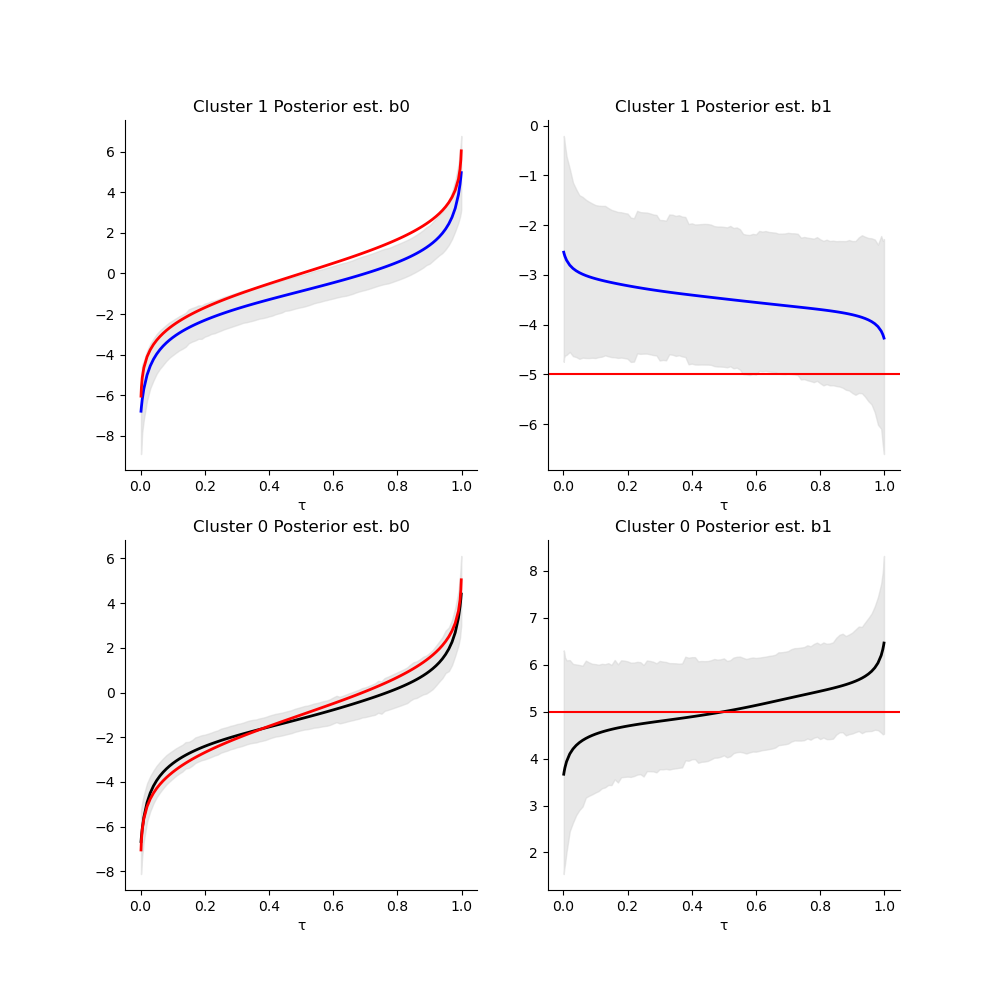 Cluster 1 Posterior est. b0
6
4
2
0
−2
−4
−6
−8
0.0 0.2 0.4 0.6 0.8 1.0
τ
Cluster 1 Posterior est. b1
0
−1
−2
−3
−4
−5
−6
0.0 0.2 0.4 0.6 0.8 1.0
τ
Cluster 0 Posterior est. b0
6
4
2
0
−2
−4
−6
−8
0.0 0.2 0.4 0.6 0.8 1.0
τ
Cluster 0 Posterior est. b1
8
7
6
5
4
3
2
0.0 0.2 0.4 0.6 0.8 1.0
τ